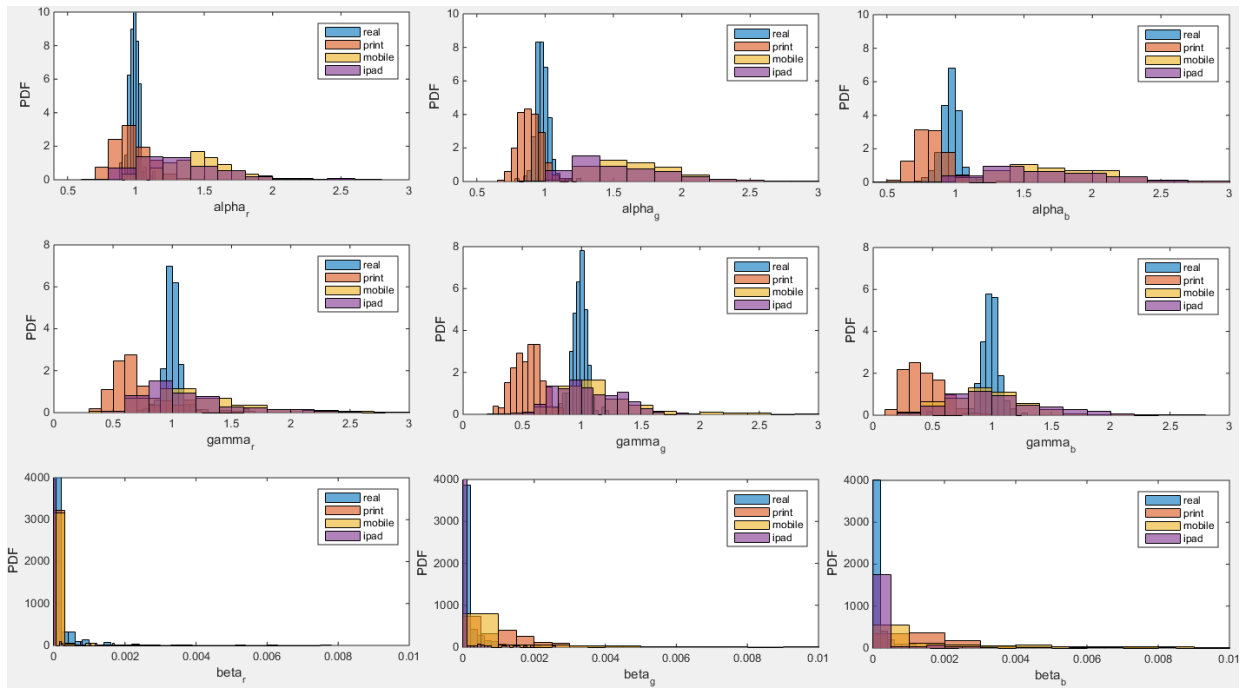 10
8
6
4
2
0
PDF
real
print
mobile
ipad
0.5 1 1.5 2 2.5 3
alpha_r
10
8
6
4
2
0
PDF
real
print
mobile
ipad
0.5 1 1.5 2 2.5 3
alpha_g
10
8
6
4
2
0
PDF
real
print
mobile
ipad
0.5 1 1.5 2 2.5 3
alpha_b
8
6
4
2
0
PDF
real
print
mobile
ipad
0 0.5 1 1.5 2 2.5 3
gamma_r
8
6
4
2
0
PDF
real
print
mobile
ipad
0 0.5 1 1.5 2 2.5 3
gamma_g
8
6
4
2
0
PDF
real
print
mobile
ipad
0 0.5 1 1.5 2 2.5 3
gamma_b
4000
3000
2000
1000
0
PDF
real
print
mobile
ipad
0 0.002 0.004 0.006 0.008 0.01
beta_r
4000
3000
2000
1000
0
PDF
real
print
mobile
ipad
0 0.002 0.004 0.006 0.008 0.01
beta_g
4000
3000
2000
1000
0
PDF
real
print
mobile
ipad
0 0.002 0.004 0.006 0.008 0.01
beta_b